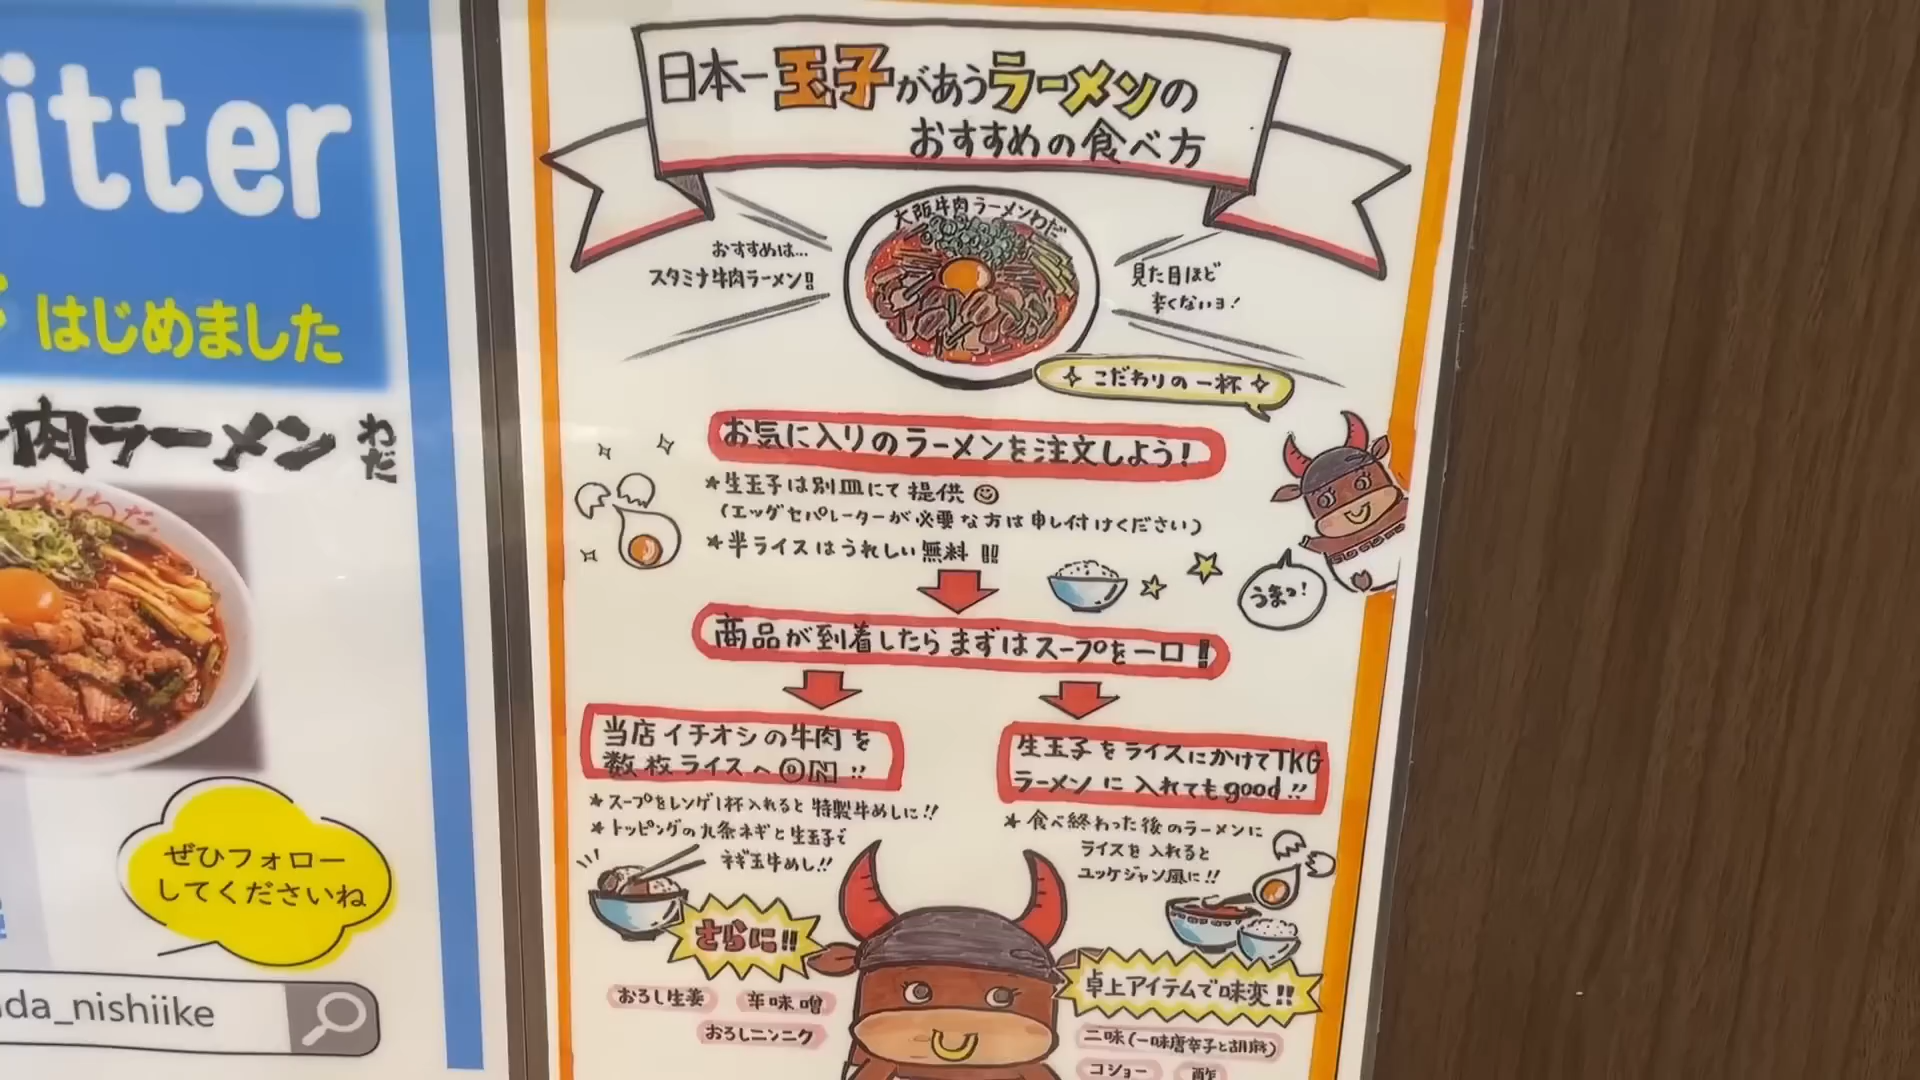 itter
はじめました
肉ラーメン わだ
ぜひフォロー
してくださいね
da_nishiike
日本一玉子があうラーメンの
おすすめの食べ方
大阪牛肉ラーメンわだ
おすすめは…
スタミナ牛肉ラーメン!!
見た目ほど
辛くないヨ!
こだわりの一杯
お気に入りのラーメンを注文しよう!
*生玉子は別皿にて提供
(エッグセパレーターが必要な方は申し付けください)
*半ライスはうれしい無料!!
うまっ!
商品が到着したらまずはスープを一口!
当店イチオシの牛肉を
数枚ライスへON!!
*スープをレンゲ1杯入れると特製牛めしに!!
*トッピングの九条ネギと生玉子で
ネギ玉牛めし!!
生玉子をライスにかけてTKG
ラーメンに入れてもgood!!
*食べ終わった後のラーメンに
ライスを入れると
ユッケジャン風に!!
さらに!!
おろし生姜
辛味噌
おろしニンニク
卓上アイテムで味変!!
二味(一味唐辛子と胡麻)
コショー
酢